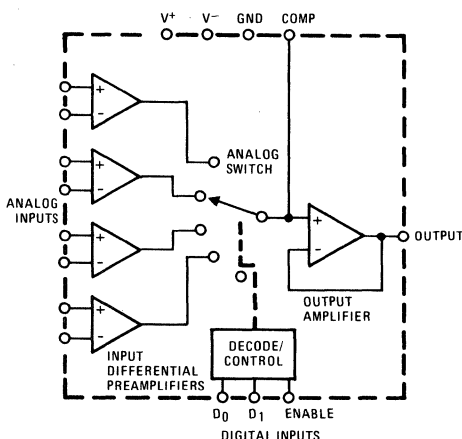 V+ V− GND COMP
+
−
ANALOG
SWITCH
+
−
ANALOG
INPUTS
+
−
OUTPUT
+
−
OUTPUT
AMPLIFIER
+
−
INPUT
DIFFERENTIAL
PREAMPLIFIERS
DECODE/
CONTROL
D0 D1 ENABLE
DIGITAL INPUTS